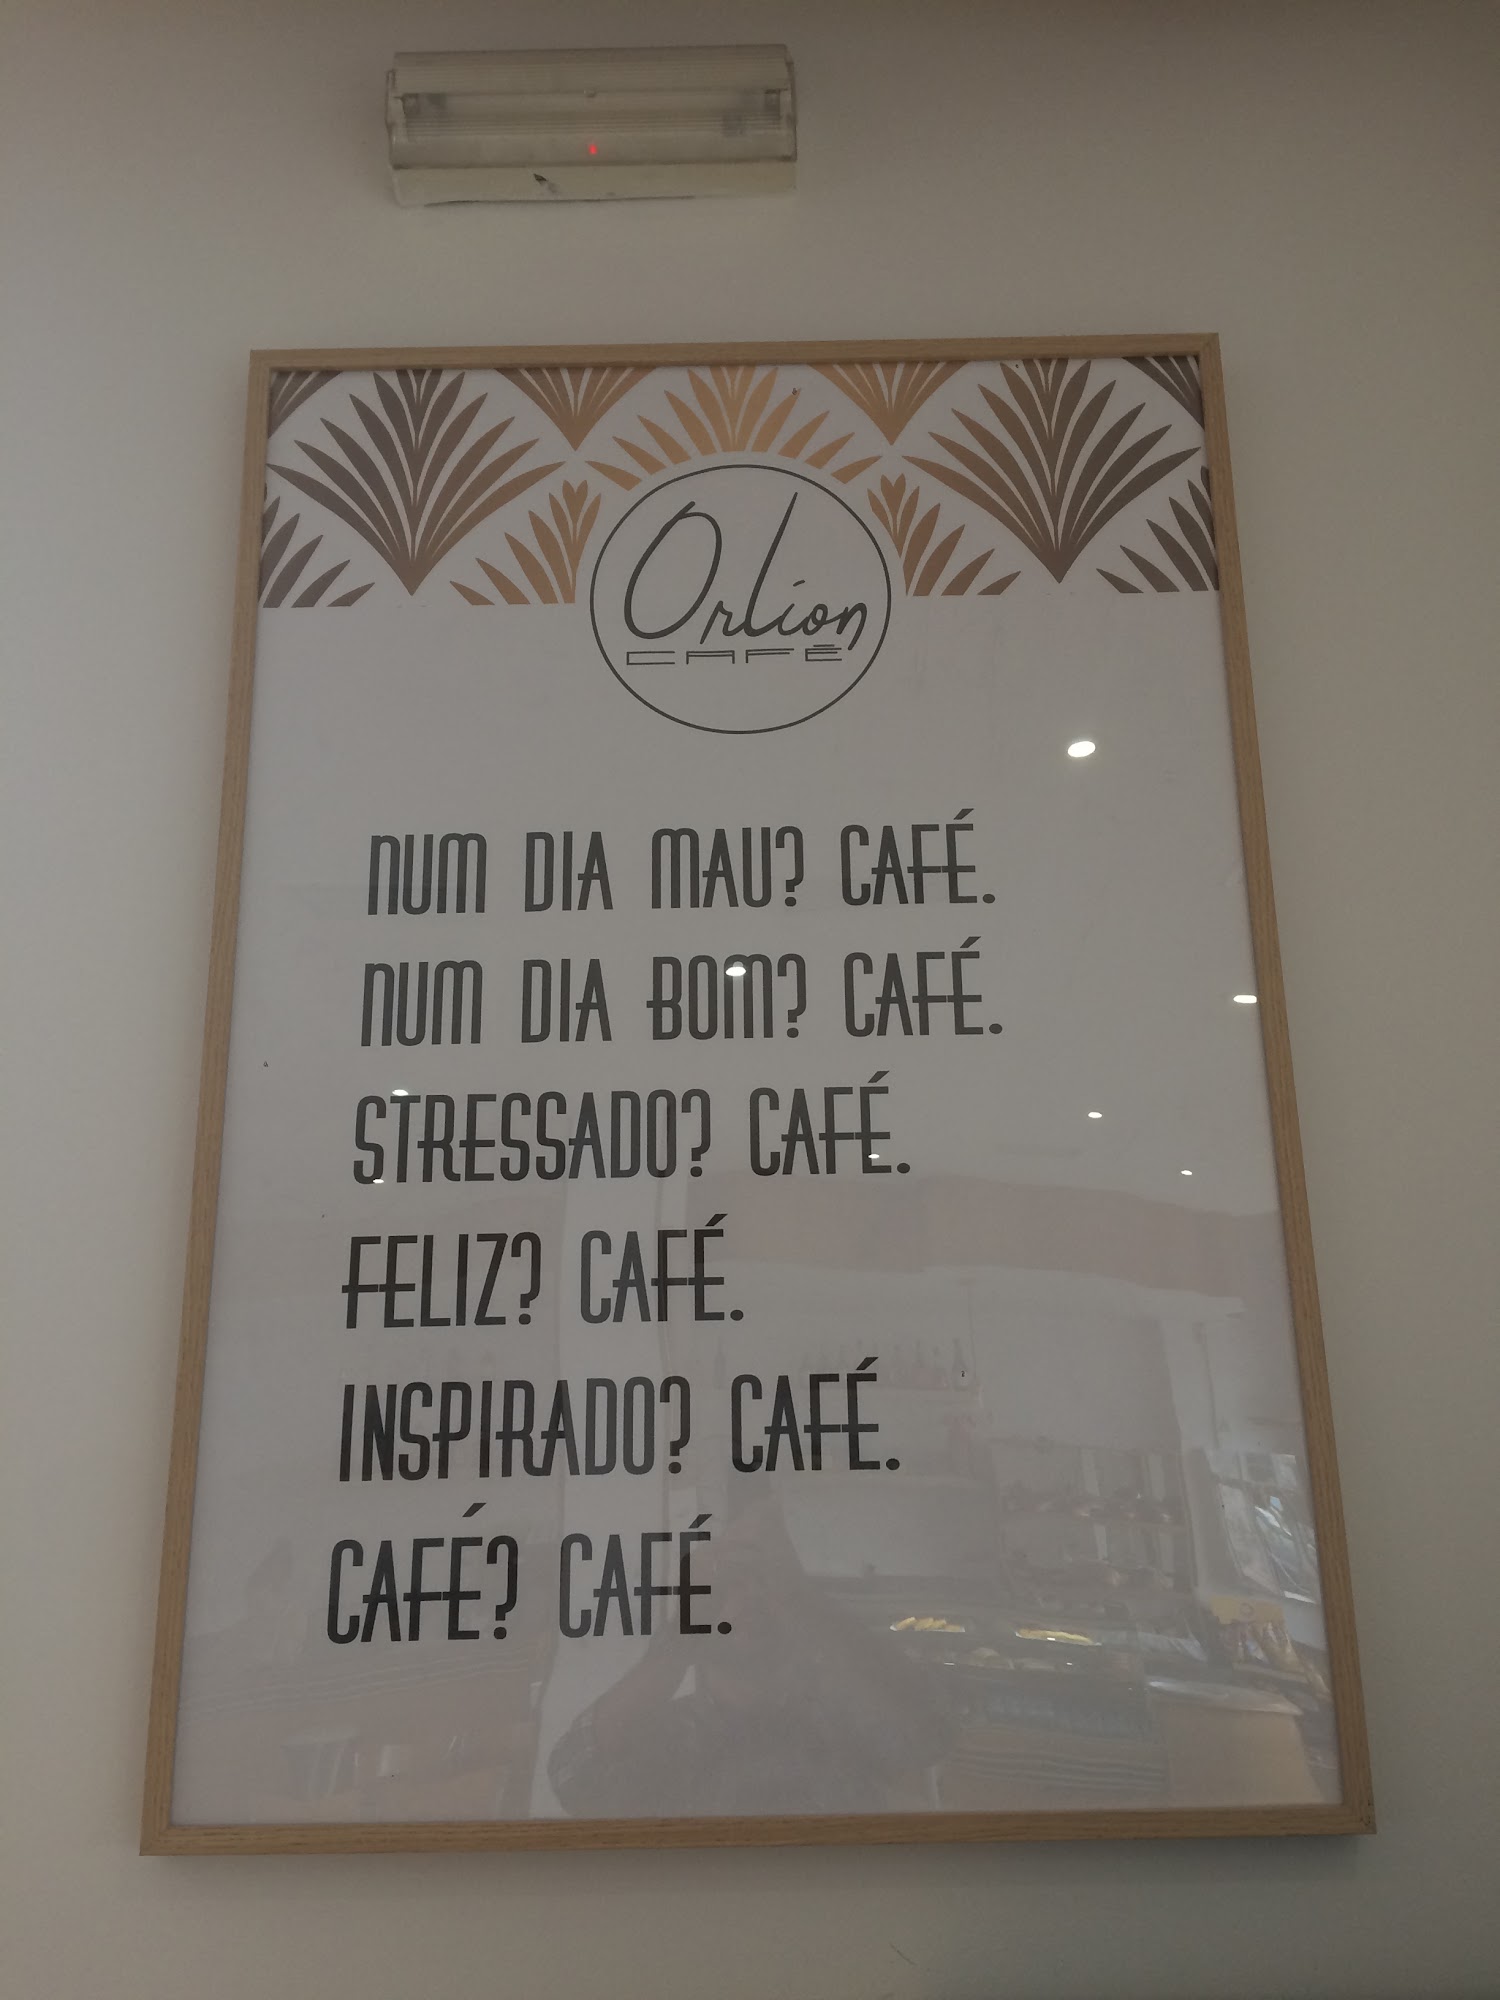 Orlion
CAFÉ
NUM DIA MAU? CAFÉ.
NUM DIA BOM? CAFÉ.
STRESSADO? CAFÉ.
FELIZ? CAFÉ.
INSPIRADO? CAFÉ.
CAFÉ? CAFÉ.